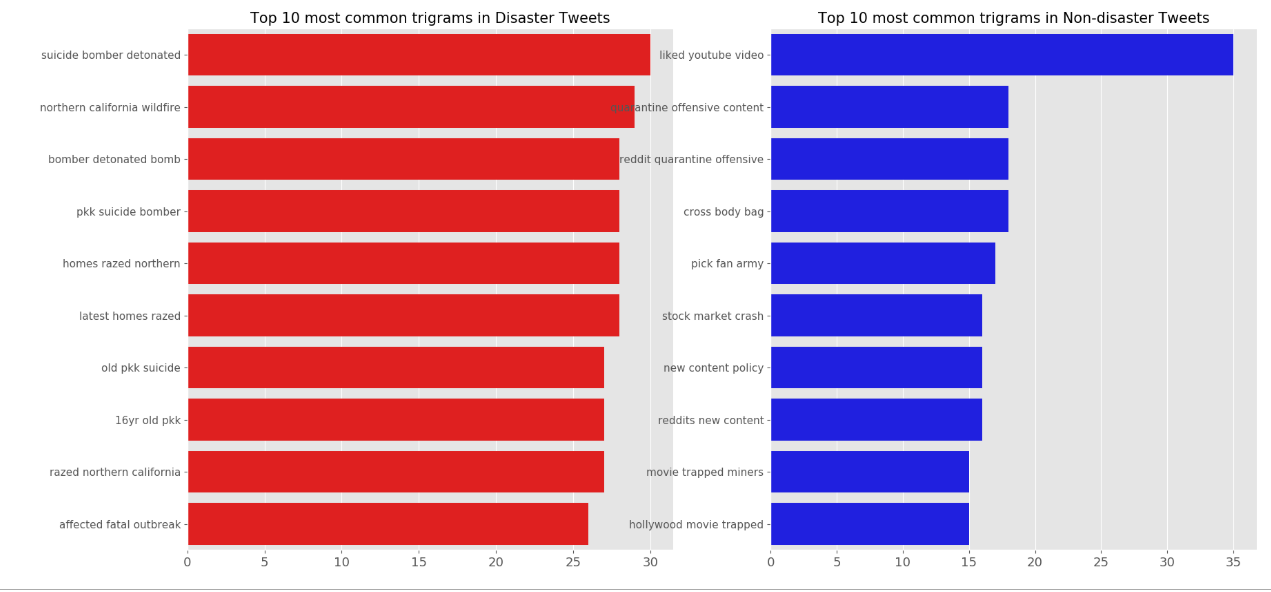 Top 10 most common trigrams in Disaster Tweets
suicide bomber detonated
northern california wildfire
bomber detonated bomb
pkk suicide bomber
homes razed northern
latest homes razed
old pkk suicide
16yr old pkk
razed northern california
affected fatal outbreak
0 5 10 15 20 25 30
Top 10 most common trigrams in Non-disaster Tweets
liked youtube video
quarantine offensive content
reddit quarantine offensive
cross body bag
pick fan army
stock market crash
new content policy
reddits new content
movie trapped miners
hollywood movie trapped
0 5 10 15 20 25 30 35